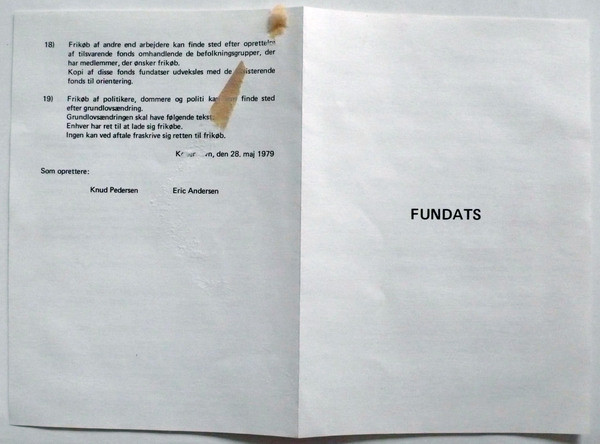 18) Frikøb af andre end arbejdere kan finde sted efter oprettelse
af tilsvarende fonds omhandlende de befolkningsgrupper, der
har medlemmer, der ønsker frikøb.
Kopi af disse fonds fundatser udveksles med de
fonds til orientering.
19) Frikøb af politikere, dommere og politi kan finde sted
efter grundlovsændring.
Grundlovsændringen skal have følgende tekst:
Enhver har ret til at lade sig frikøbe.
Ingen kan ved aftale fraskrive sig retten til frikøb.
den 28. maj 1979
Som oprettere:
Knud Pedersen Eric Andersen
FUNDATS